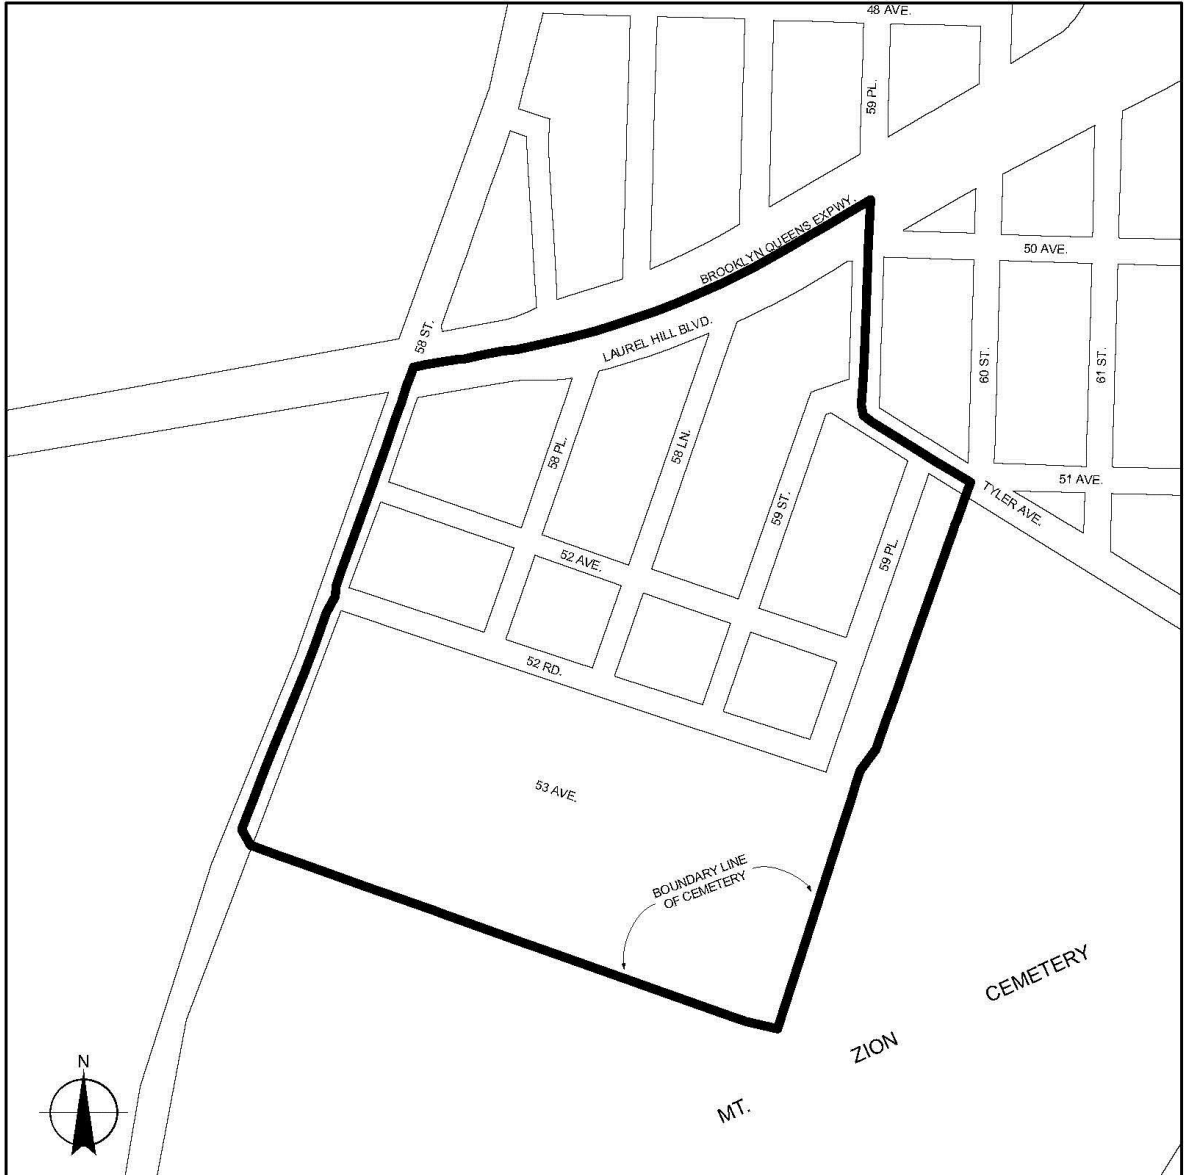 48 AVE.
59 PL.
BROOKLYN QUEENS EXPWY.
50 AVE.
58 ST.
LAUREL HILL BLVD.
60 ST.
61 ST.
58 PL.
58 LN.
51 AVE.
TYLER AVE.
59 ST.
59 PL.
52 AVE.
52 RD.
53 AVE.
BOUNDARY LINE
OF CEMETERY
MT.
ZION
CEMETERY
N